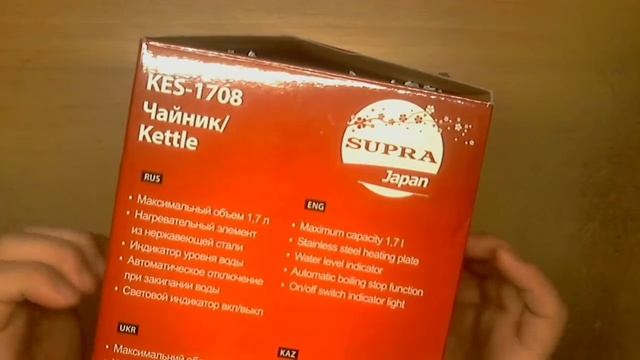 KES-1708
Чайник/
Kettle
SUPRA
Japan
RUS
• Максимальный объем 1,7 л
• Нагревательный элемент
из нержавеющей стали
• Индикатор уровня воды
• Автоматическое отключение
при закипании воды
• Световой индикатор вкл/выкл
ENG
• Maximum capacity 1,7 l
• Stainless steel heating plate
• Water level indicator
• Automatic boiling stop function
• On/off switch indicator light
UKR
• Максимальний
KAZ